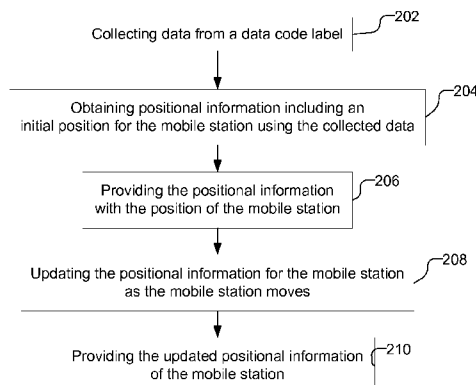 Collecting data from a data code label
202
Obtaining positional information including an
initial position for the mobile station using the collected data
204
Providing the positional information
with the position of the mobile station
206
Updating the positional information for the mobile station
as the mobile station moves
208
Providing the updated positional information
of the mobile station
210